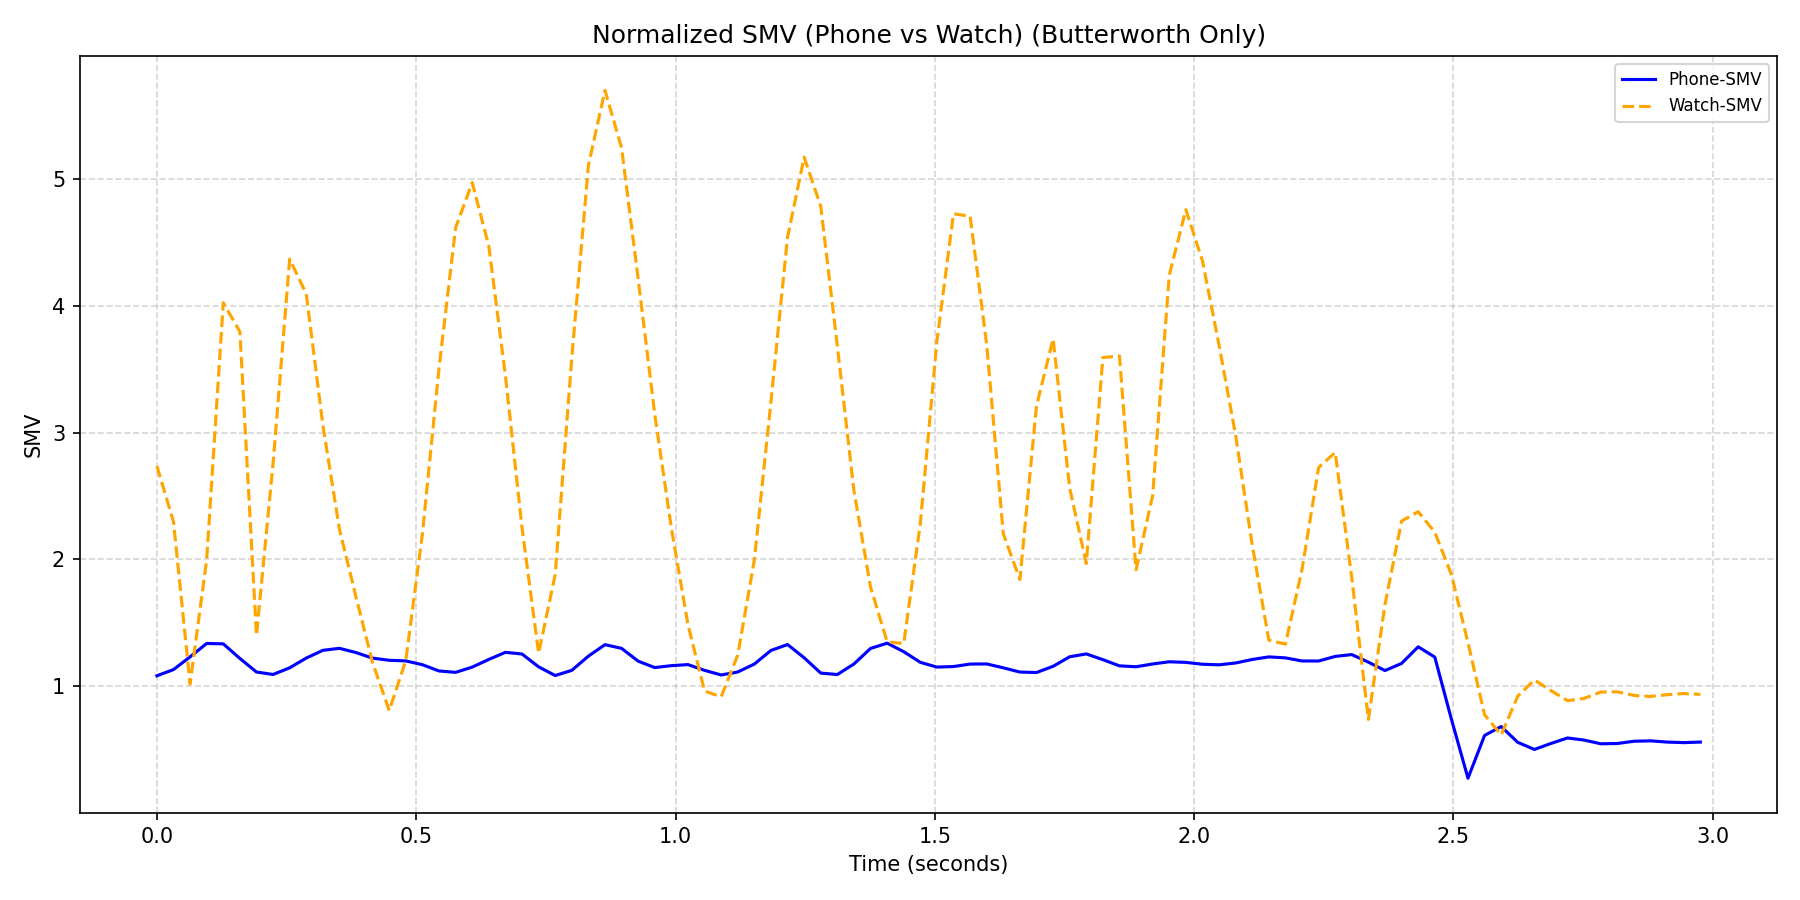 Normalized SMV (Phone vs Watch) (Butterworth Only)
Phone-SMV
Watch-SMV
SMV
5
4
3
2
1
0.0 0.5 1.0 1.5 2.0 2.5 3.0
Time (seconds)